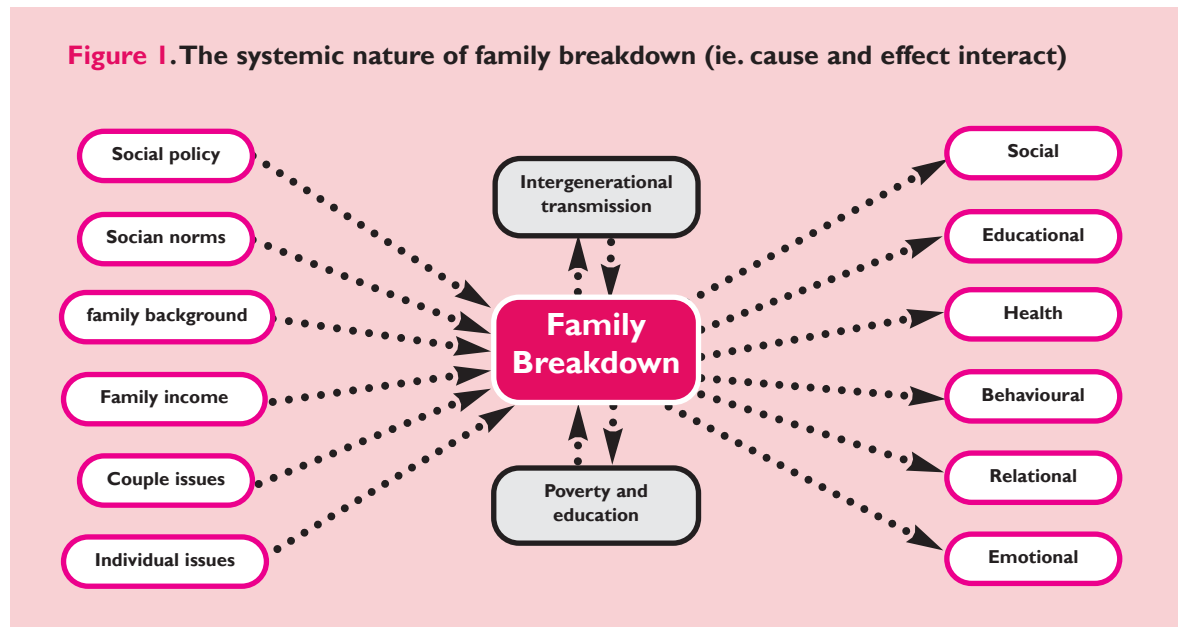 Figure 1. The systemic nature of family breakdown (ie. cause and effect interact)
Social policy
Socian norms
family background
Family income
Couple issues
Individual issues
Intergenerational
transmission
Family
Breakdown
Poverty and
education
Social
Educational
Health
Behavioural
Relational
Emotional